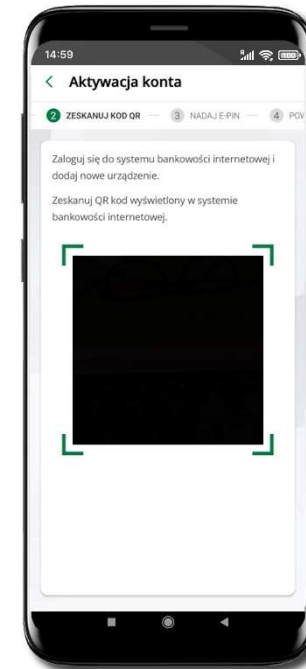 14:59
Aktywacja konta
2 ZESKANUJ KOD QR 3 NADAJ E-PIN 4 POW
Zaloguj się do systemu bankowości internetowej i
dodaj nowe urządzenie.
Zeskanuj QR kod wyświetlony w systemie
bankowości internetowej.